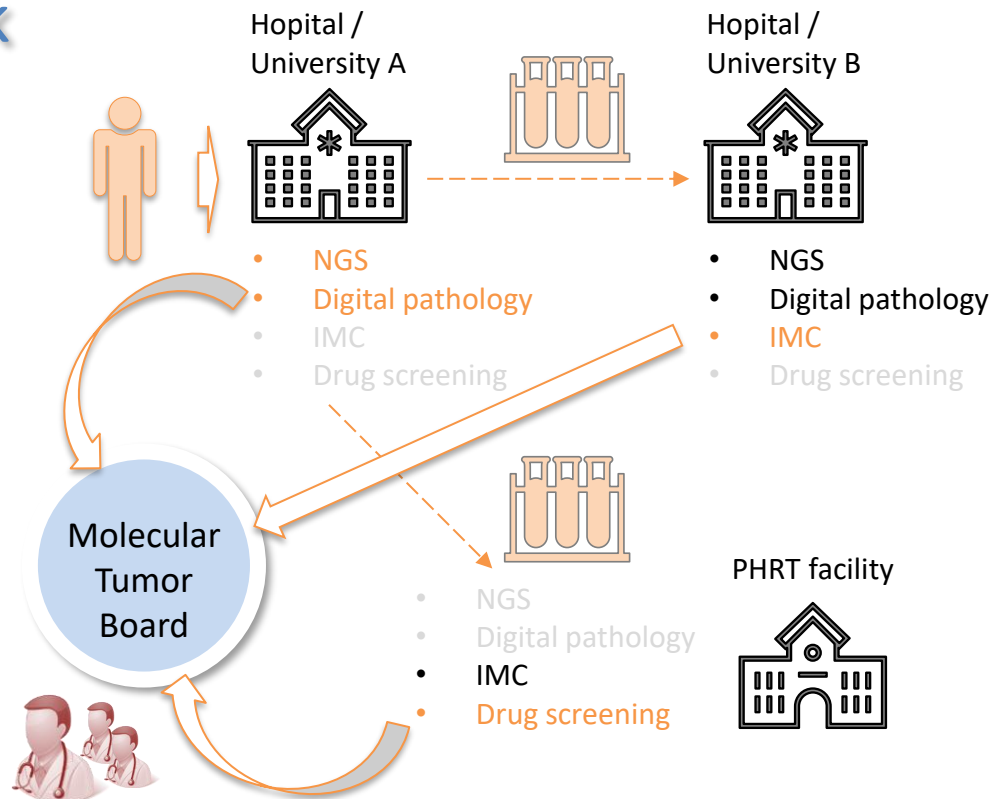 Hopital /
University A
Hopital /
University B
• NGS
• Digital pathology
• IMC
• Drug screening
• NGS
• Digital pathology
• IMC
• Drug screening
Molecular
Tumor
Board
PHRT facility
• NGS
• Digital pathology
• IMC
• Drug screening